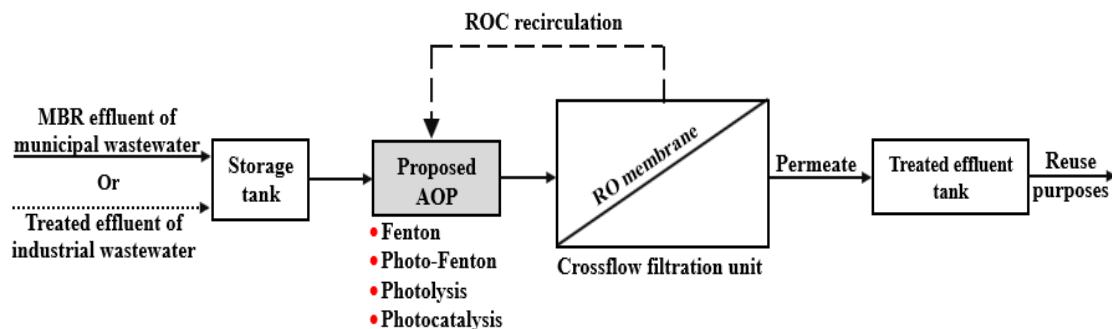 ROC recirculation
MBR effluent of
municipal wastewater
Or
Treated effluent of
industrial wastewater
Storage
tank
Proposed
AOP
Fenton
Photo-Fenton
Photolysis
Photocatalysis
RO membrane
Crossflow filtration unit
Permeate
Treated effluent
tank
Reuse
purposes